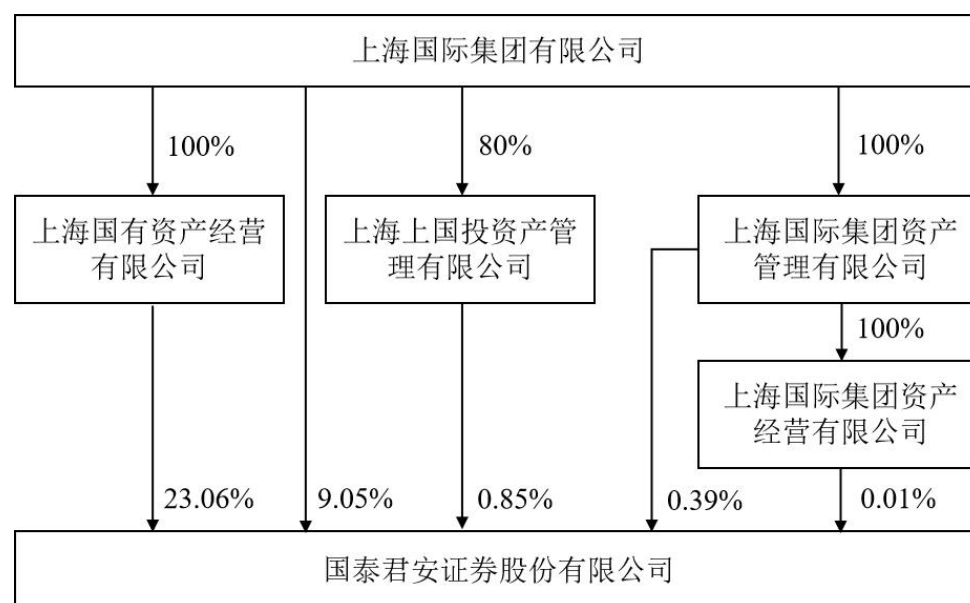 上海国际集团有限公司
100%
80%
100%
上海国有资产经营
有限公司
上海上国投资产管
理有限公司
上海国际集团资产
管理有限公司
100%
上海国际集团资产
经营有限公司
23.06%
9.05%
0.85%
0.39%
0.01%
国泰君安证券股份有限公司